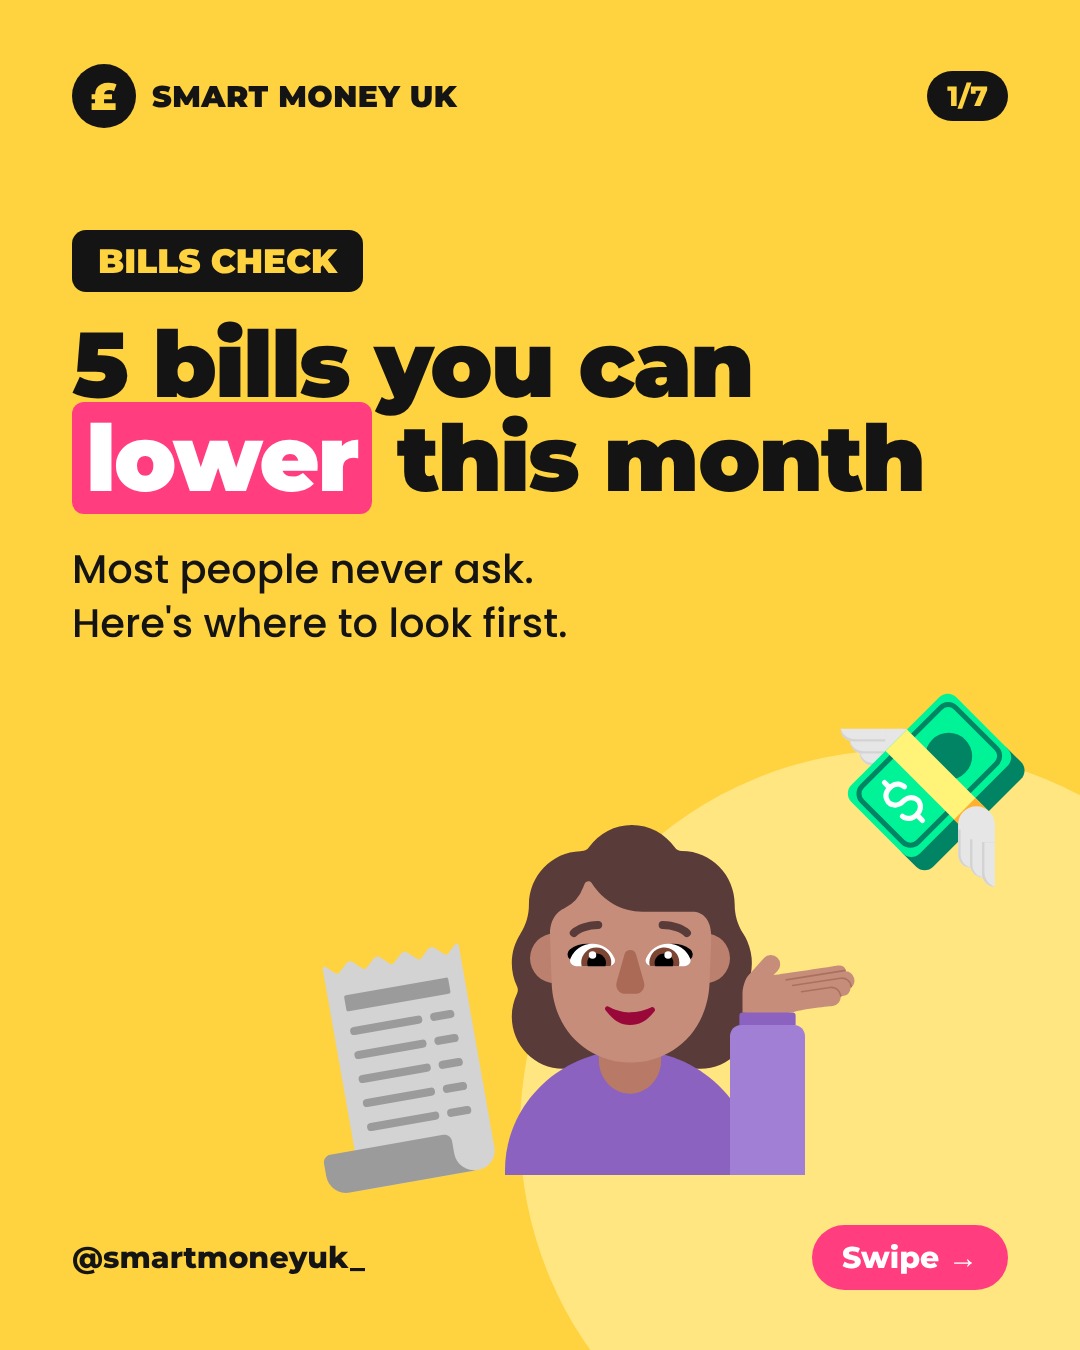 £ SMART MONEY UK
1/7
BILLS CHECK
5 bills you can
lower this month
Most people never ask.
Here's where to look first.
$
@smartmoneyuk_
Swipe →